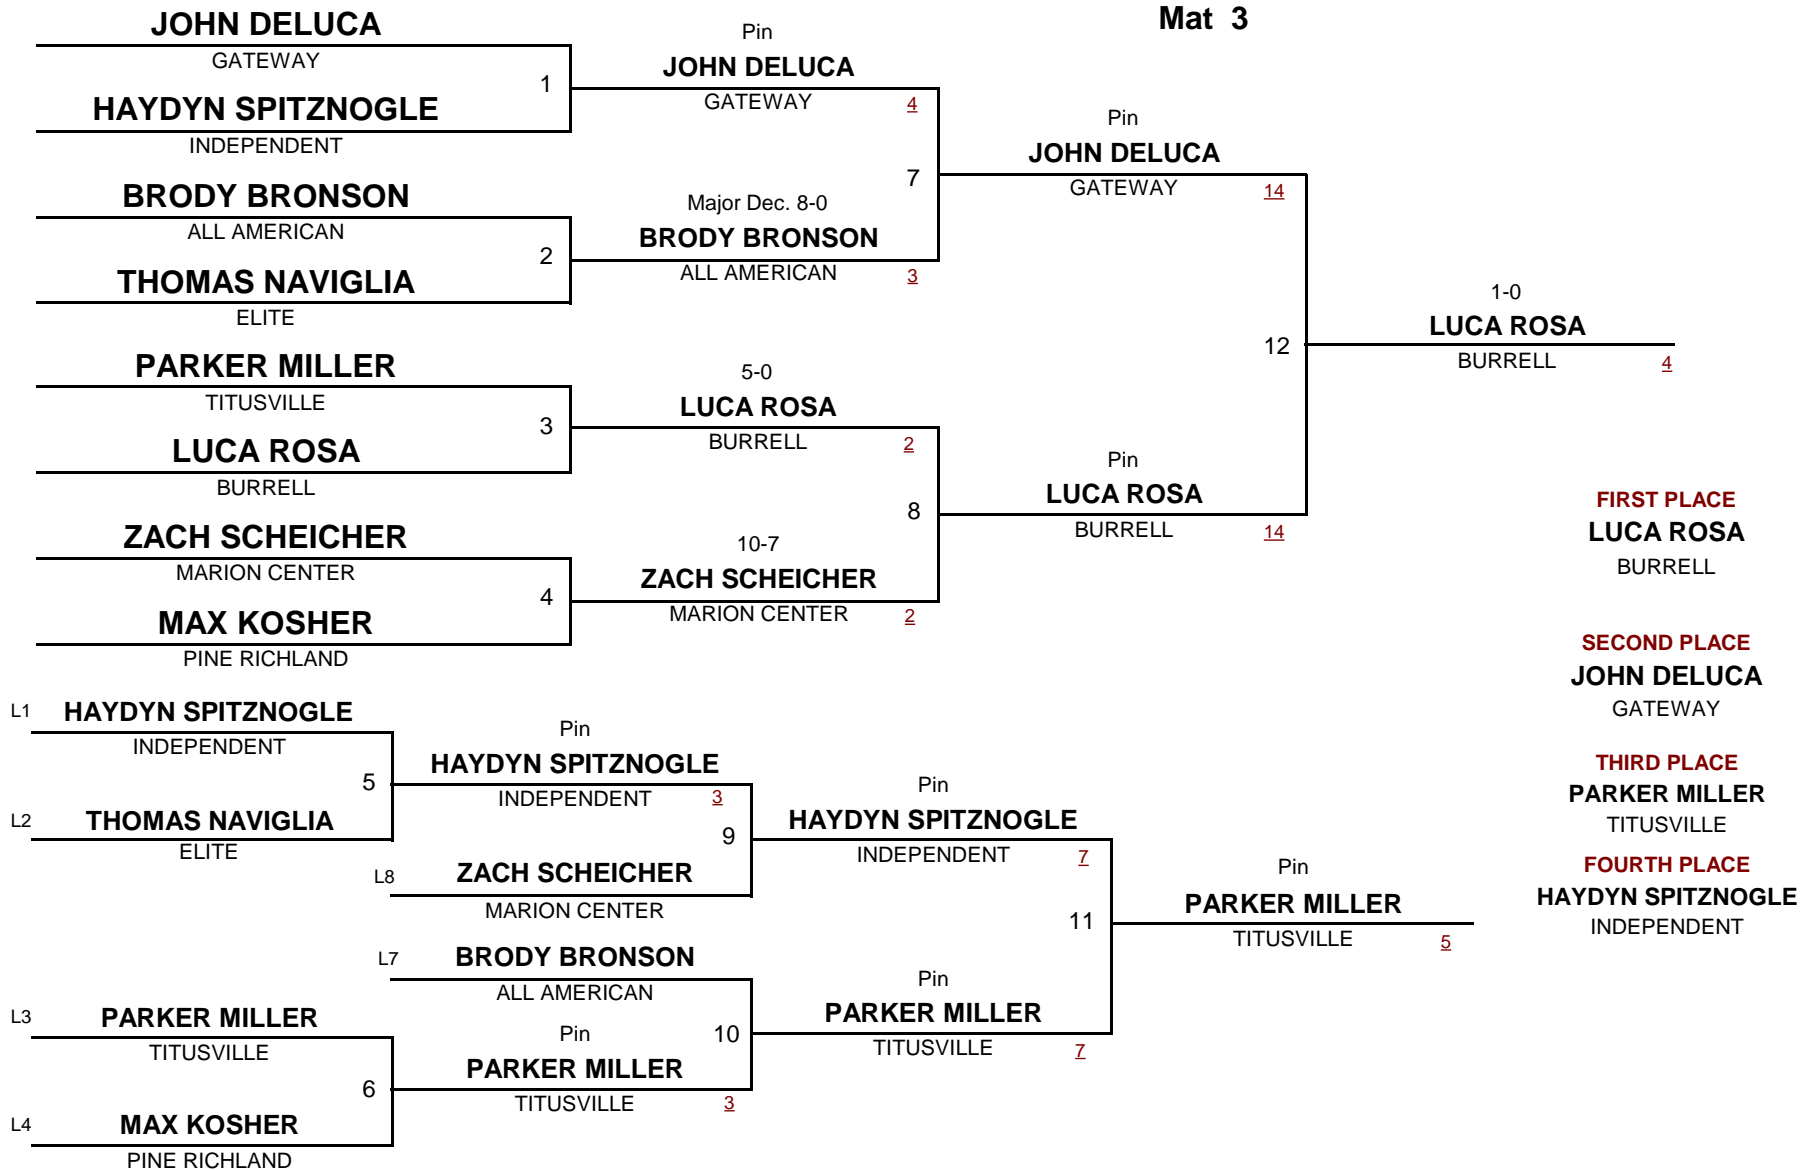 Mat 3
JOHN DELUCA
GATEWAY
1
HAYDYN SPITZNOGLE
INDEPENDENT
BRODY BRONSON
ALL AMERICAN
2
THOMAS NAVIGLIA
ELITE
PARKER MILLER
TITUSVILLE
3
LUCA ROSA
BURRELL
ZACH SCHEICHER
MARION CENTER
4
MAX KOSHER
PINE RICHLAND
Pin
JOHN DELUCA
GATEWAY 4
7
Major Dec. 8-0
BRODY BRONSON
ALL AMERICAN 3
5-0
LUCA ROSA
BURRELL 2
8
10-7
ZACH SCHEICHER
MARION CENTER 2
Pin
JOHN DELUCA
GATEWAY 14
12
Pin
LUCA ROSA
BURRELL 14
1-0
LUCA ROSA
BURRELL 4
FIRST PLACE
LUCA ROSA
BURRELL
SECOND PLACE
JOHN DELUCA
GATEWAY
THIRD PLACE
PARKER MILLER
TITUSVILLE
FOURTH PLACE
HAYDYN SPITZNOGLE
INDEPENDENT
L1 HAYDYN SPITZNOGLE
INDEPENDENT
5
L2 THOMAS NAVIGLIA
ELITE
L3 PARKER MILLER
TITUSVILLE
6
L4 MAX KOSHER
PINE RICHLAND
Pin
HAYDYN SPITZNOGLE
INDEPENDENT 3
9
L8 ZACH SCHEICHER
MARION CENTER
L7 BRODY BRONSON
ALL AMERICAN
10
Pin
PARKER MILLER
TITUSVILLE 3
Pin
HAYDYN SPITZNOGLE
INDEPENDENT 7
11
Pin
PARKER MILLER
TITUSVILLE 7
Pin
PARKER MILLER
TITUSVILLE 5